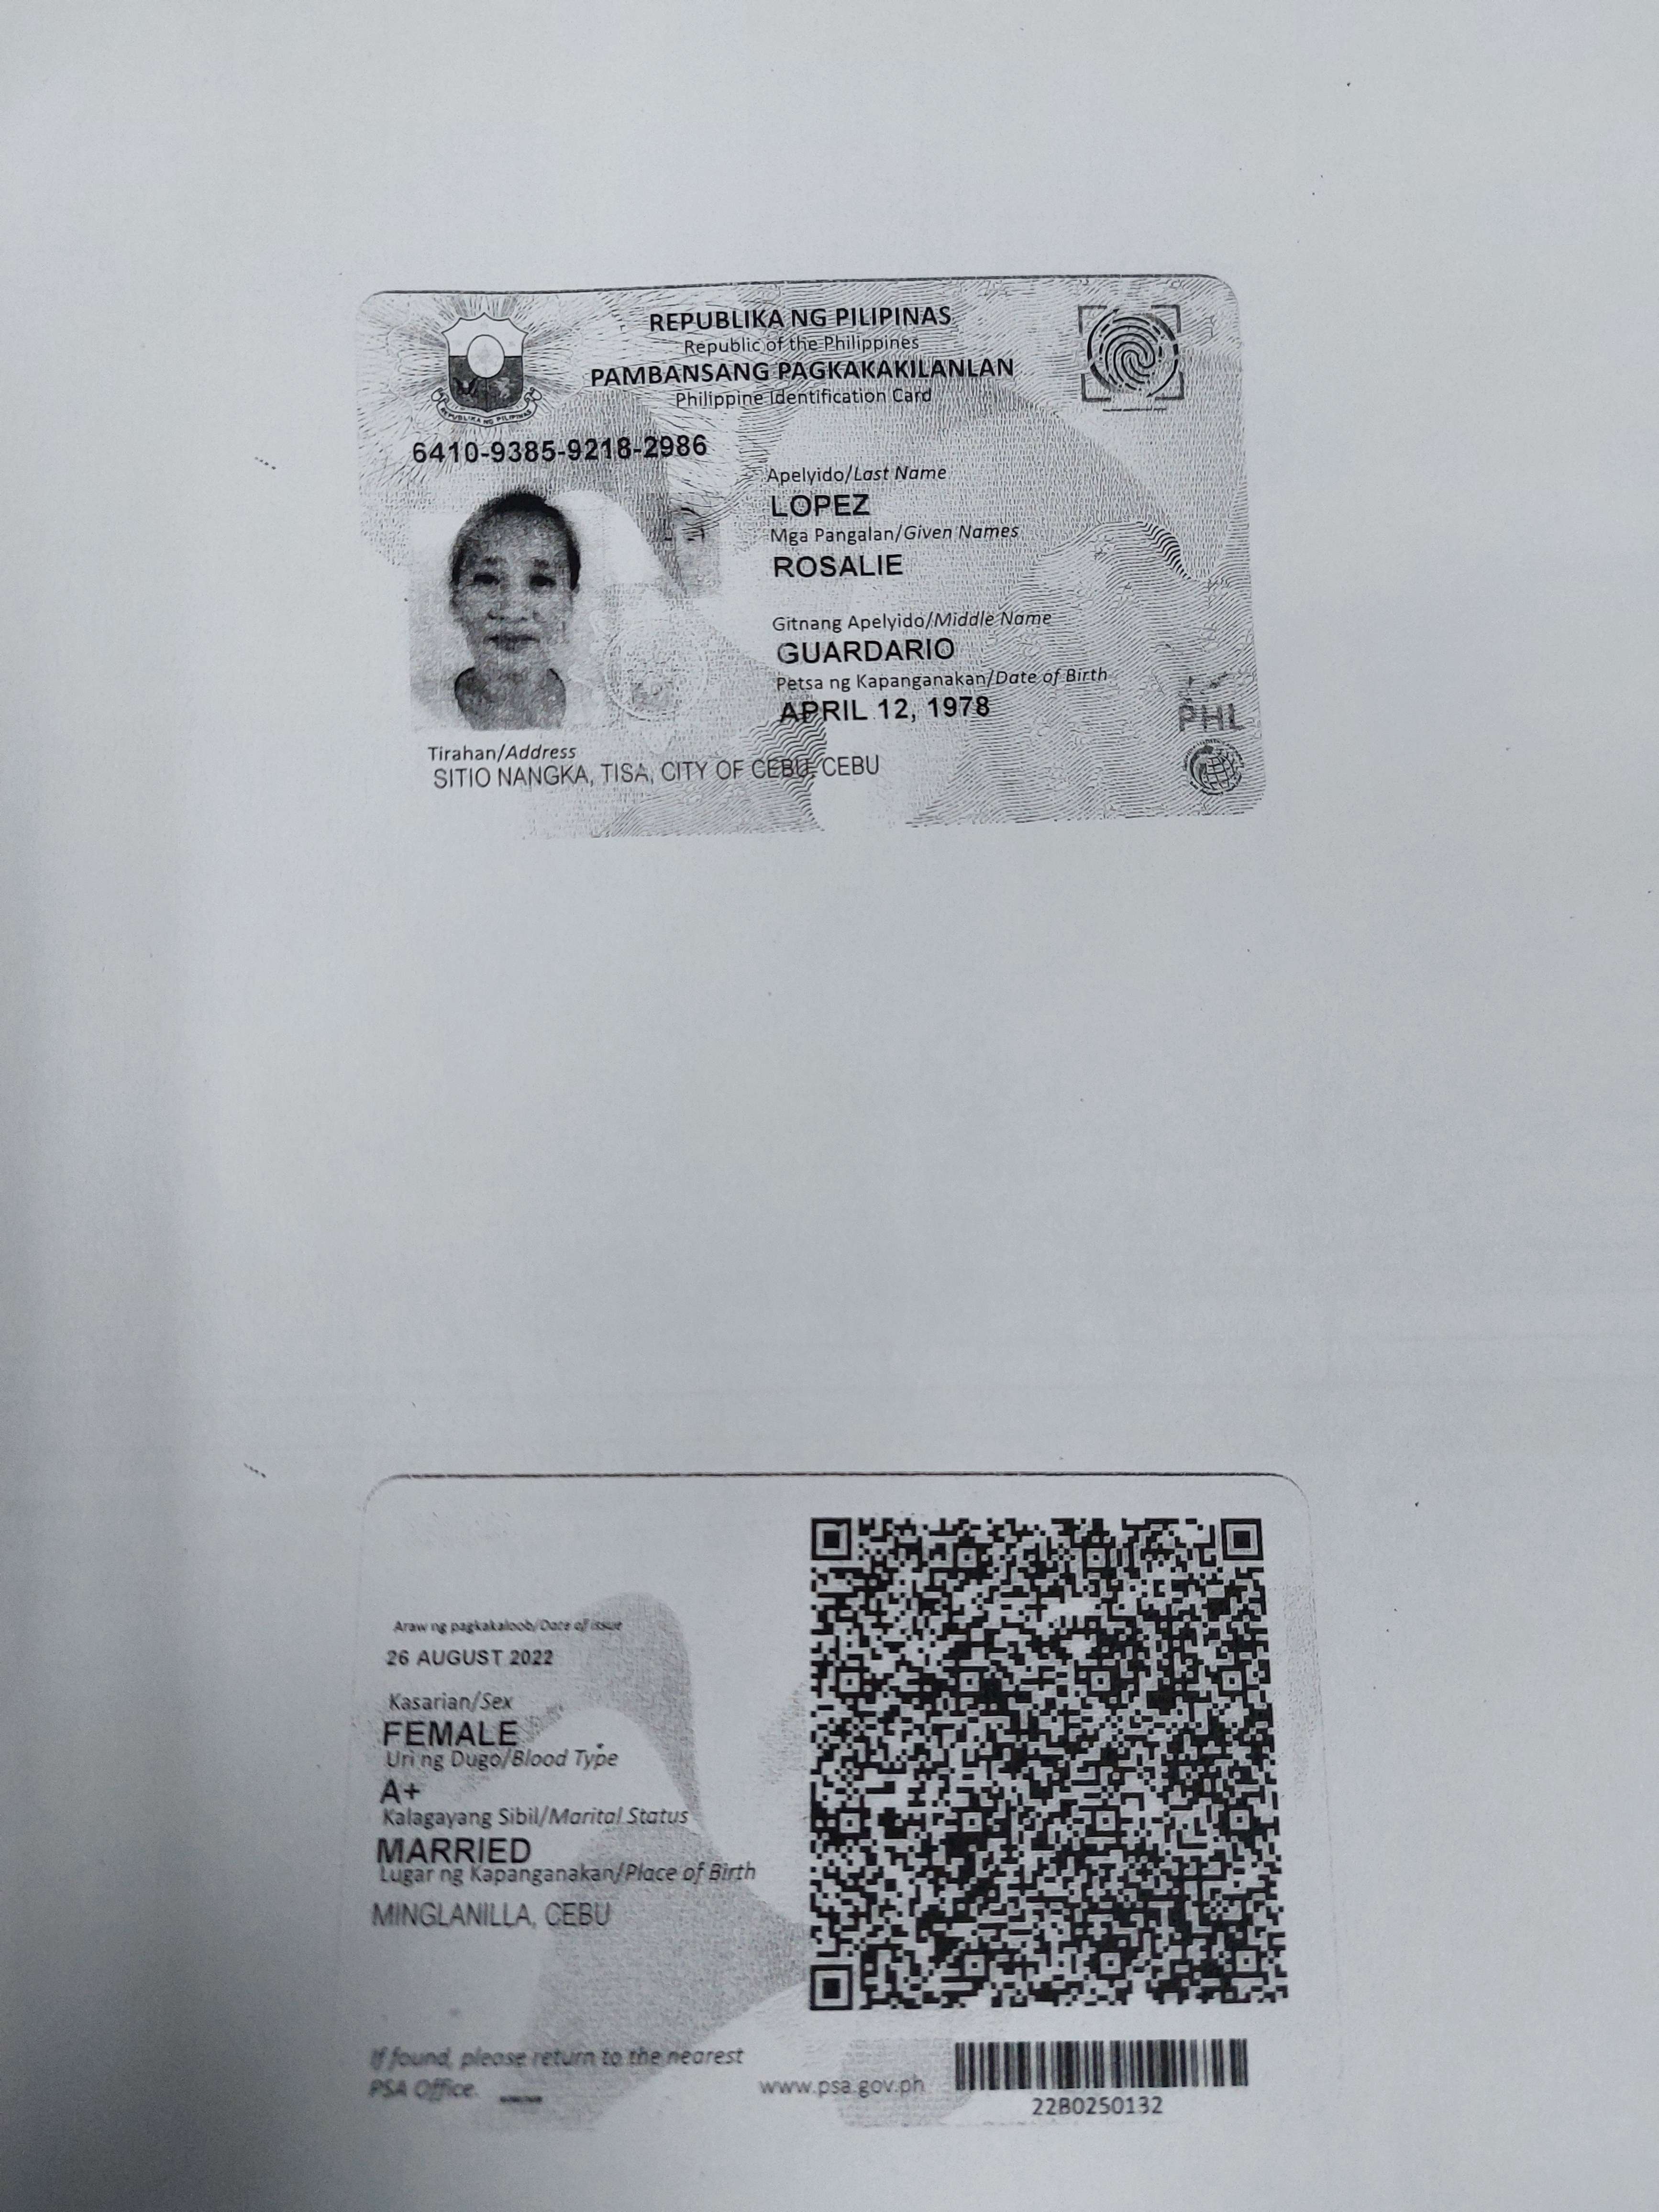 REPUBLIKA NG PILIPINAS
Republic of the Philippines
PAMBANSANG PAGKAKAKILANLAN
Philippine Identification Card
REPUBLIKA NG PILIPINAS
6410-9385-9218-2986
Apelyido/Last Name
LOPEZ
Mga Pangalan/Given Names
ROSALIE
Gitnang Apelyido/Middle Name
GUARDARIO
Petsa ng Kapanganakan/Date of Birth
APRIL 12, 1978
PHL
Tirahan/Address
SITIO NANGKA, TISA, CITY OF CEBU, CEBU
Araw ng pagkakaloob/Date of issue
26 AUGUST 2022
Kasarian/Sex
FEMALE
Uri ng Dugo/Blood Type
A+
Kalagayang Sibil/Marital Status
MARRIED
Lugar ng Kapanganakan/Place of Birth
MINGLANILLA, CEBU
If found, please return to the nearest
PSA Office.
www.psa.gov.ph
22B0250132